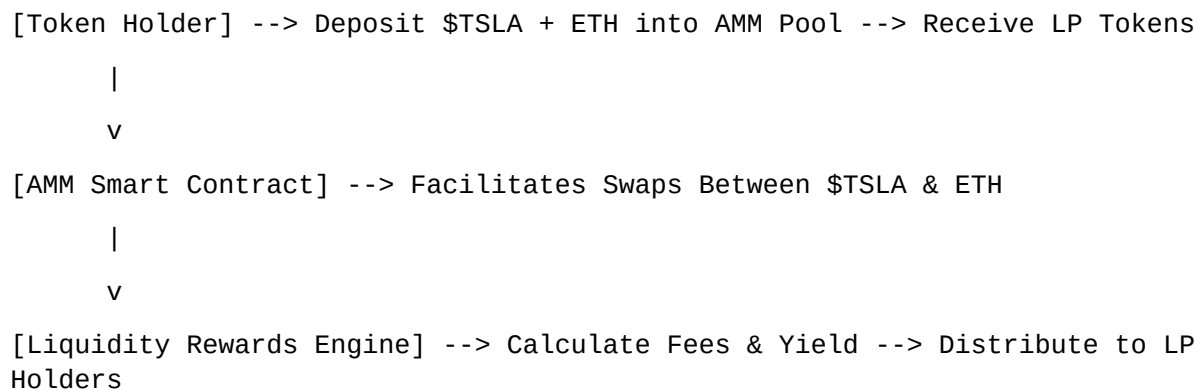 [Token Holder] --> Deposit $TSLA + ETH into AMM Pool --> Receive LP Tokens
|
v
[AMM Smart Contract] --> Facilitates Swaps Between $TSLA & ETH
|
v
[Liquidity Rewards Engine] --> Calculate Fees & Yield --> Distribute to LP
Holders